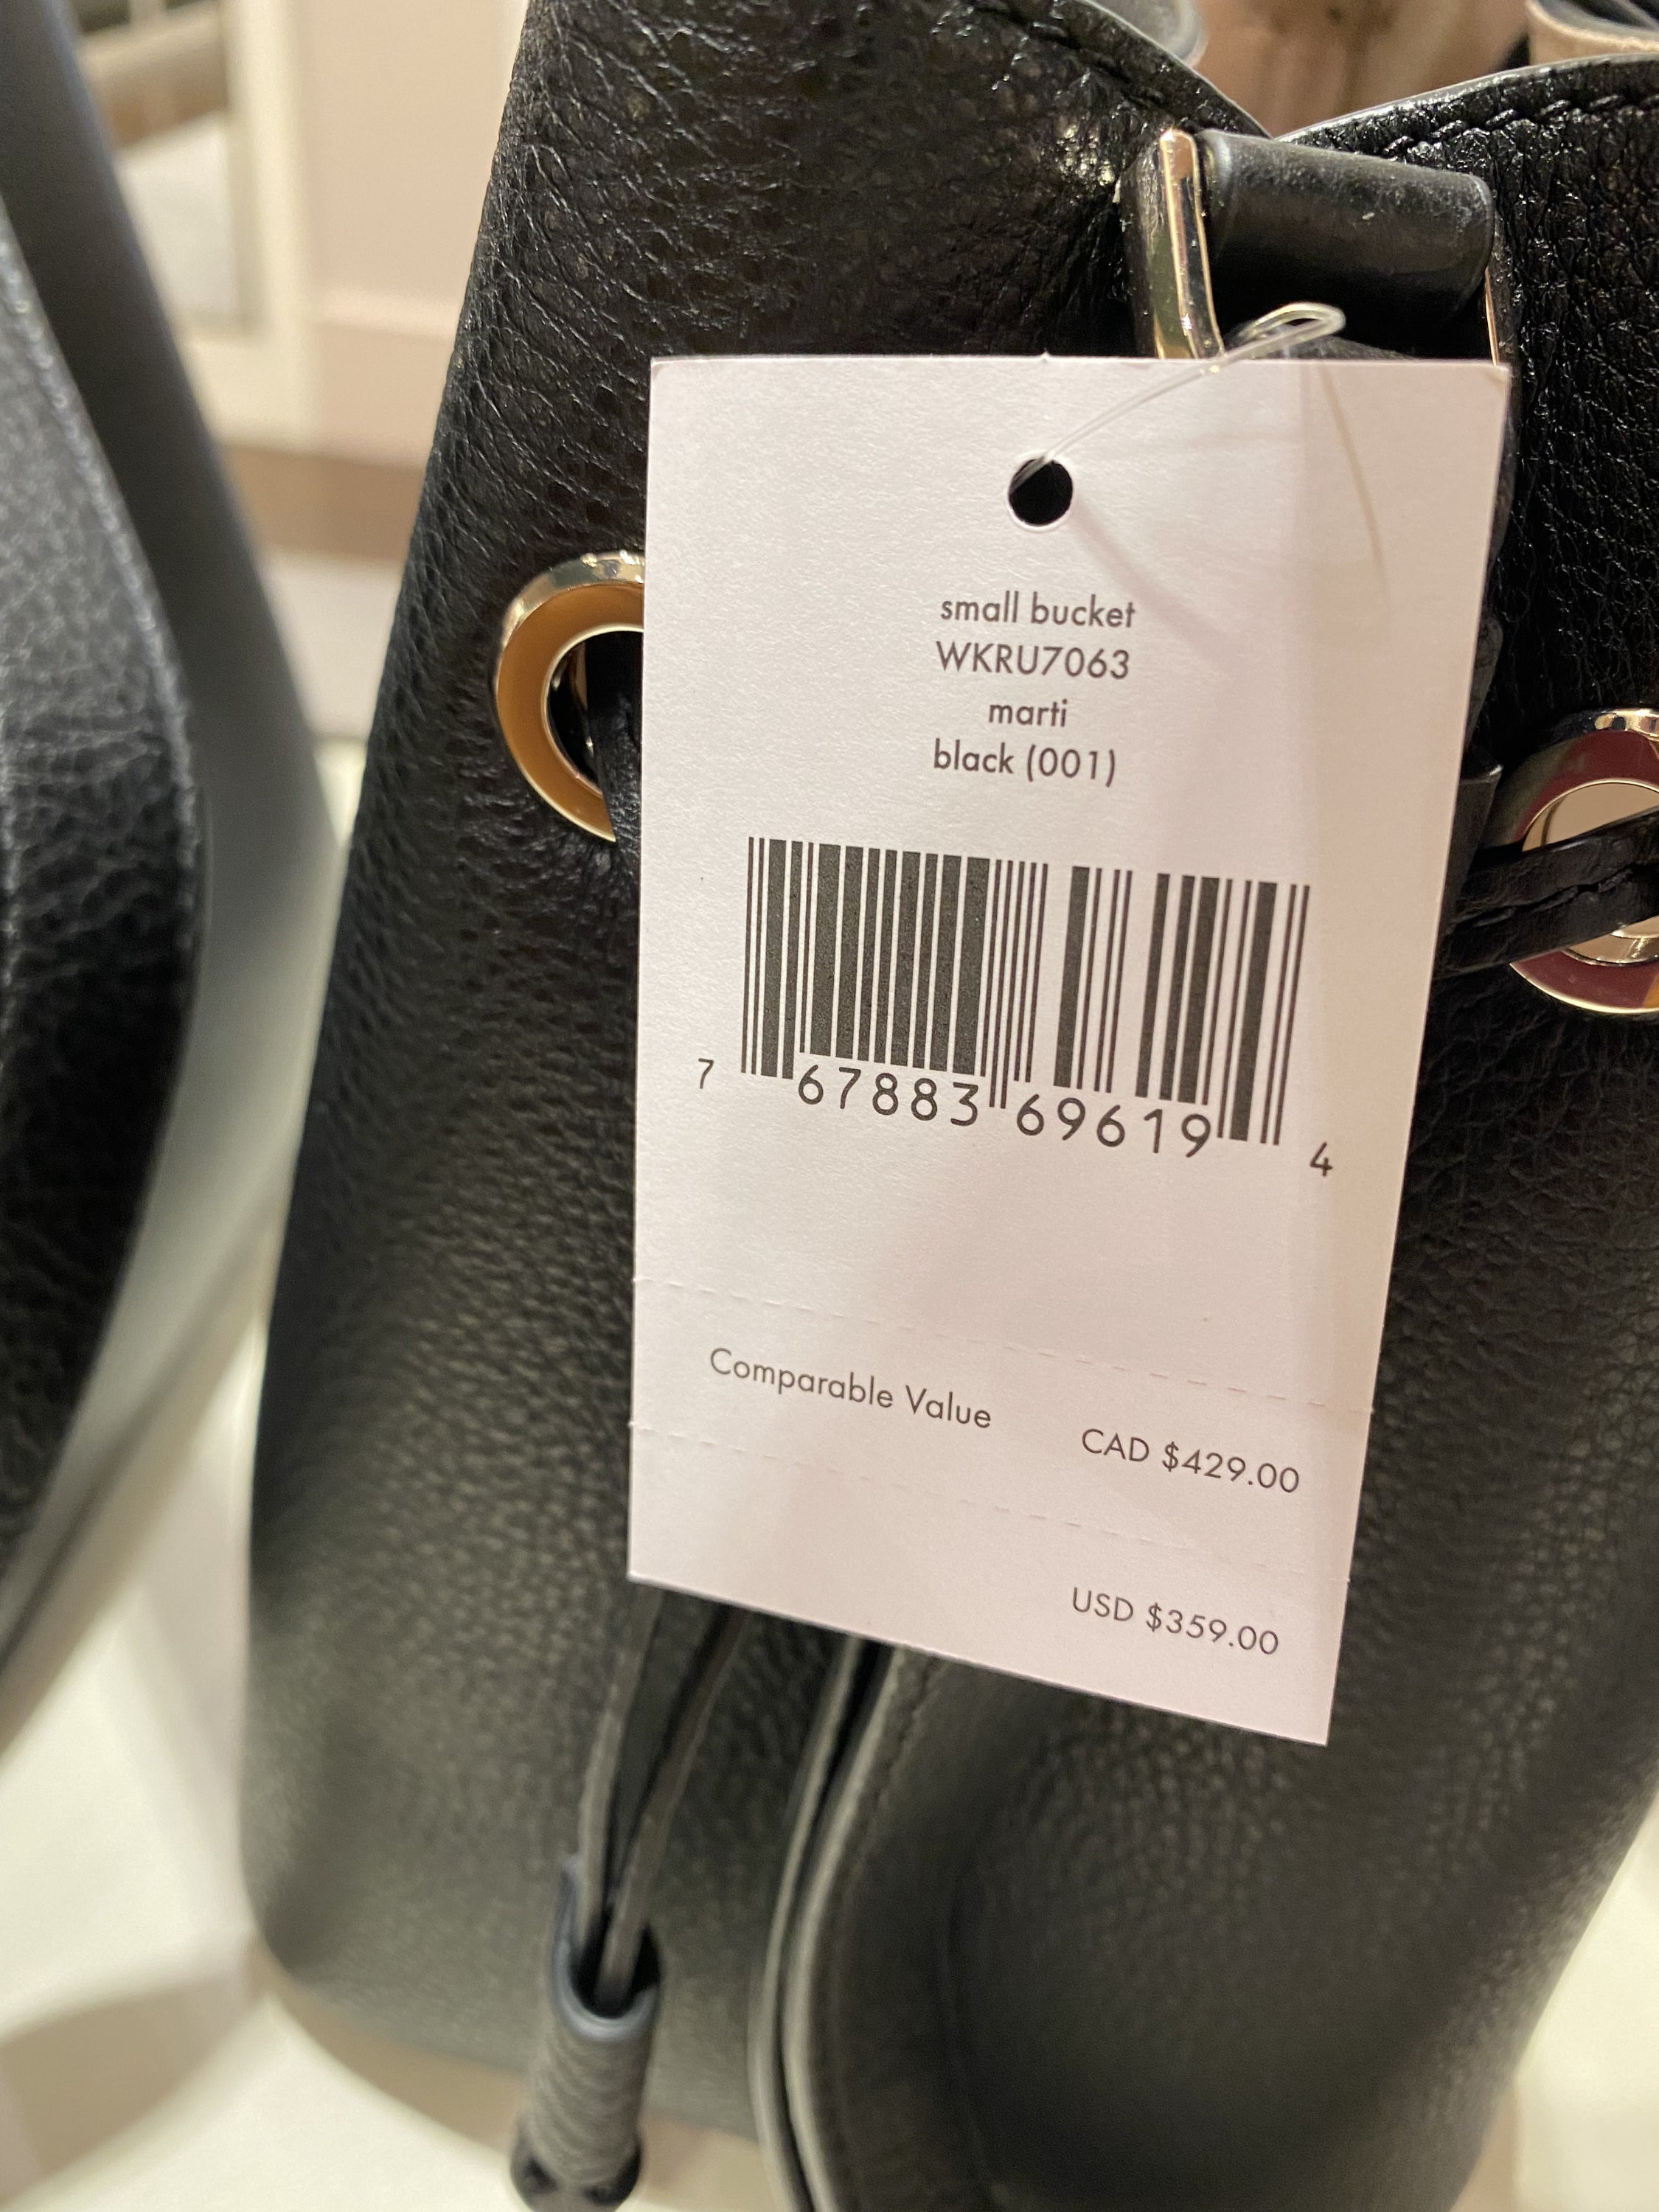 small bucket
WKRU7063
marti
black (001)
7 67883 69619 4
Comparable Value CAD $429.00
USD $359.00